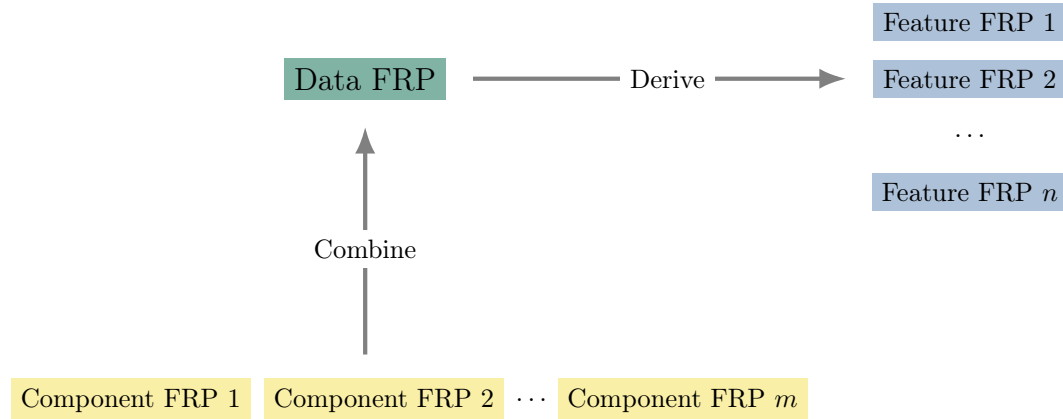 Feature FRP 1
Data FRP
Derive
Feature FRP 2
...
Feature FRP n
Combine
Component FRP 1
Component FRP 2
...
Component FRP m